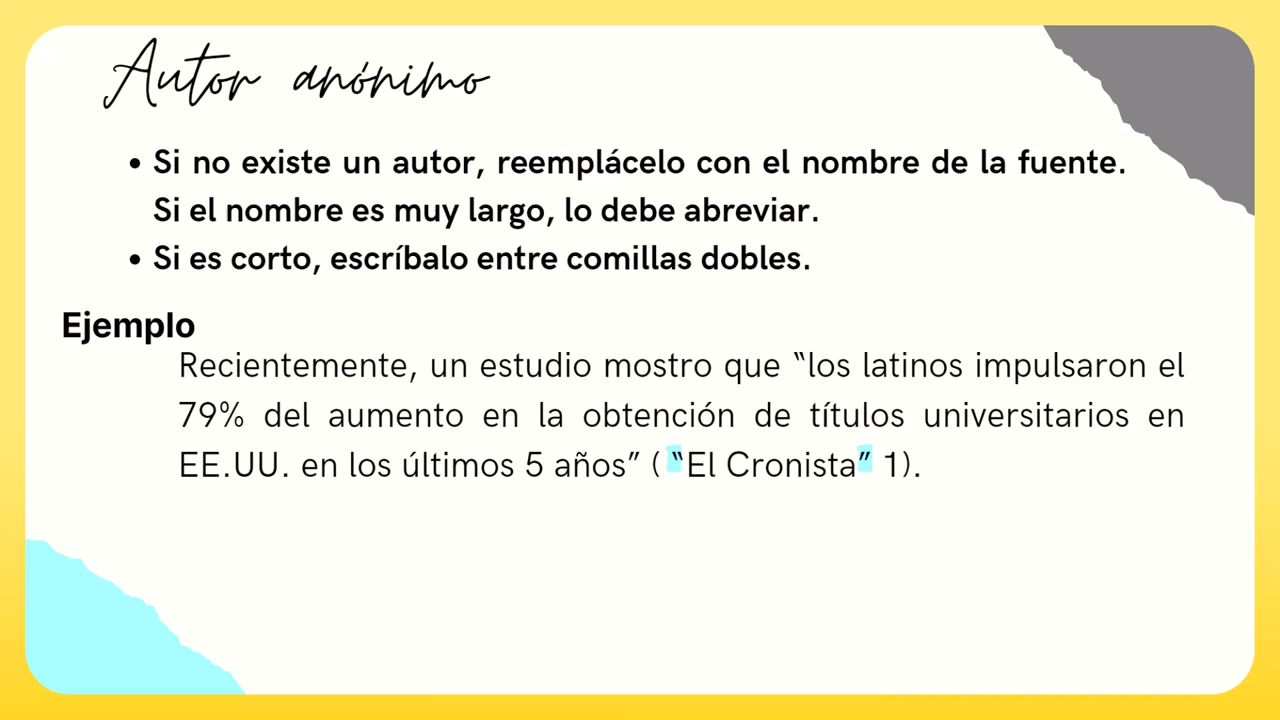 Autor anónimo
• Si no existe un autor, reemplácelo con el nombre de la fuente.
Si el nombre es muy largo, lo debe abreviar.
• Si es corto, escríbalo entre comillas dobles.
Ejemplo
Recientemente, un estudio mostro que “los latinos impulsaron el
79% del aumento en la obtención de títulos universitarios en
EE.UU. en los últimos 5 años” ( “El Cronista” 1).